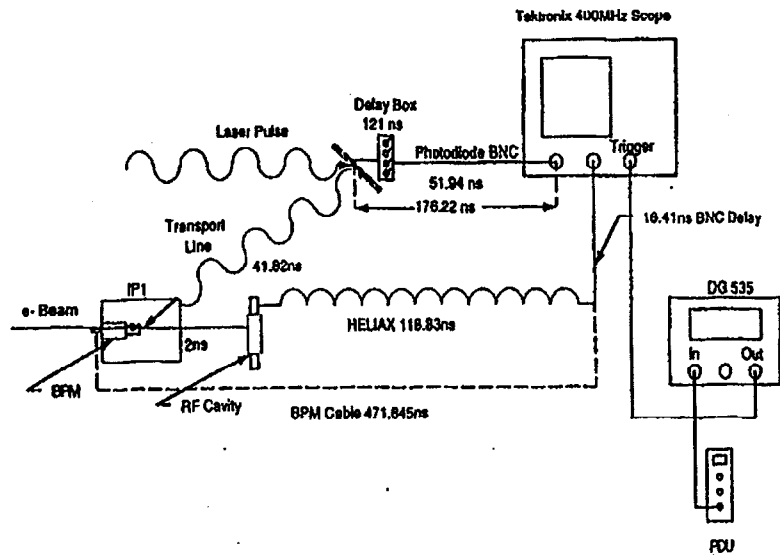 Tektronix 400MHz Scope
Delay Box
121 ns
Laser Pulse
Photodiode BNC
Trigger
51.94 ns
176.22 ns
Transport
Line
41.82ns
16.41ns BNC Delay
IP1
e- Beam
DG 535
HELIAX 118.83ns
2ns
In
Out
BPM
RF Cavity
BPM Cable 471.645ns
PDU